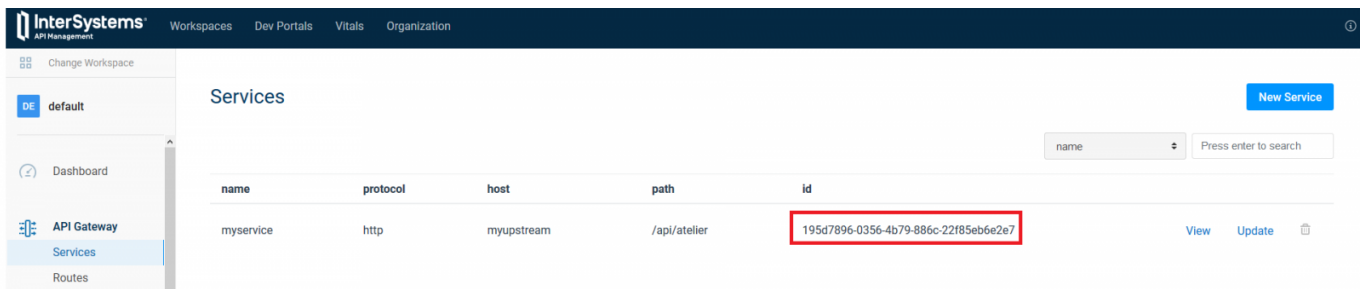 InterSystems
API Management
Workspaces Dev Portals Vitals Organization
Change Workspace
DE default
Services
New Service
name
Press enter to search
Dashboard
name protocol host path id
API Gateway
myservice http myupstream /api/atelier 195d7896-0356-4b79-886c-22f85eb6e2e7 View Update
Services
Routes